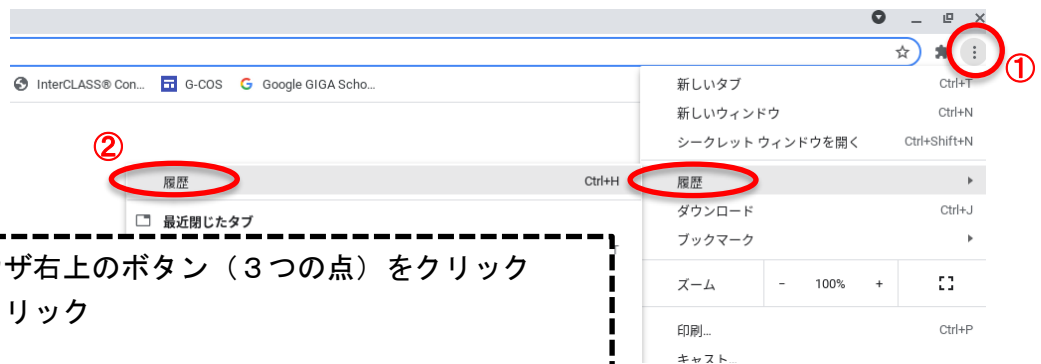 ①
InterCLASS® Con... G-COS Google GIGA Scho...
新しいタブ Ctrl+T
新しいウィンドウ Ctrl+N
シークレット ウィンドウを開く Ctrl+Shift+N
②
履歴 Ctrl+H
履歴
最近閉じたタブ
ダウンロード Ctrl+J
ブックマーク
ザ右上のボタン（３つの点）をクリック
リック
ズーム - 100% +
印刷... Ctrl+P
キャスト...